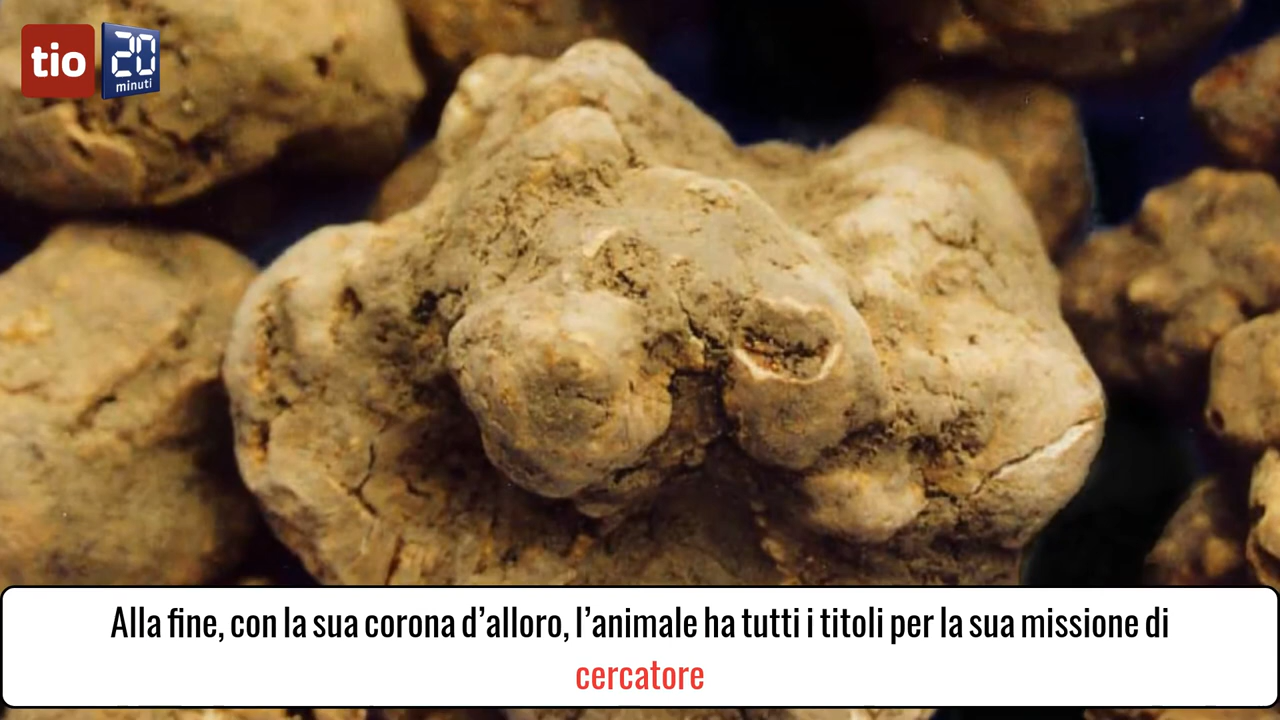 tio
20
minuti
Alla fine, con la sua corona d’alloro, l’animale ha tutti i titoli per la sua missione di
cercatore